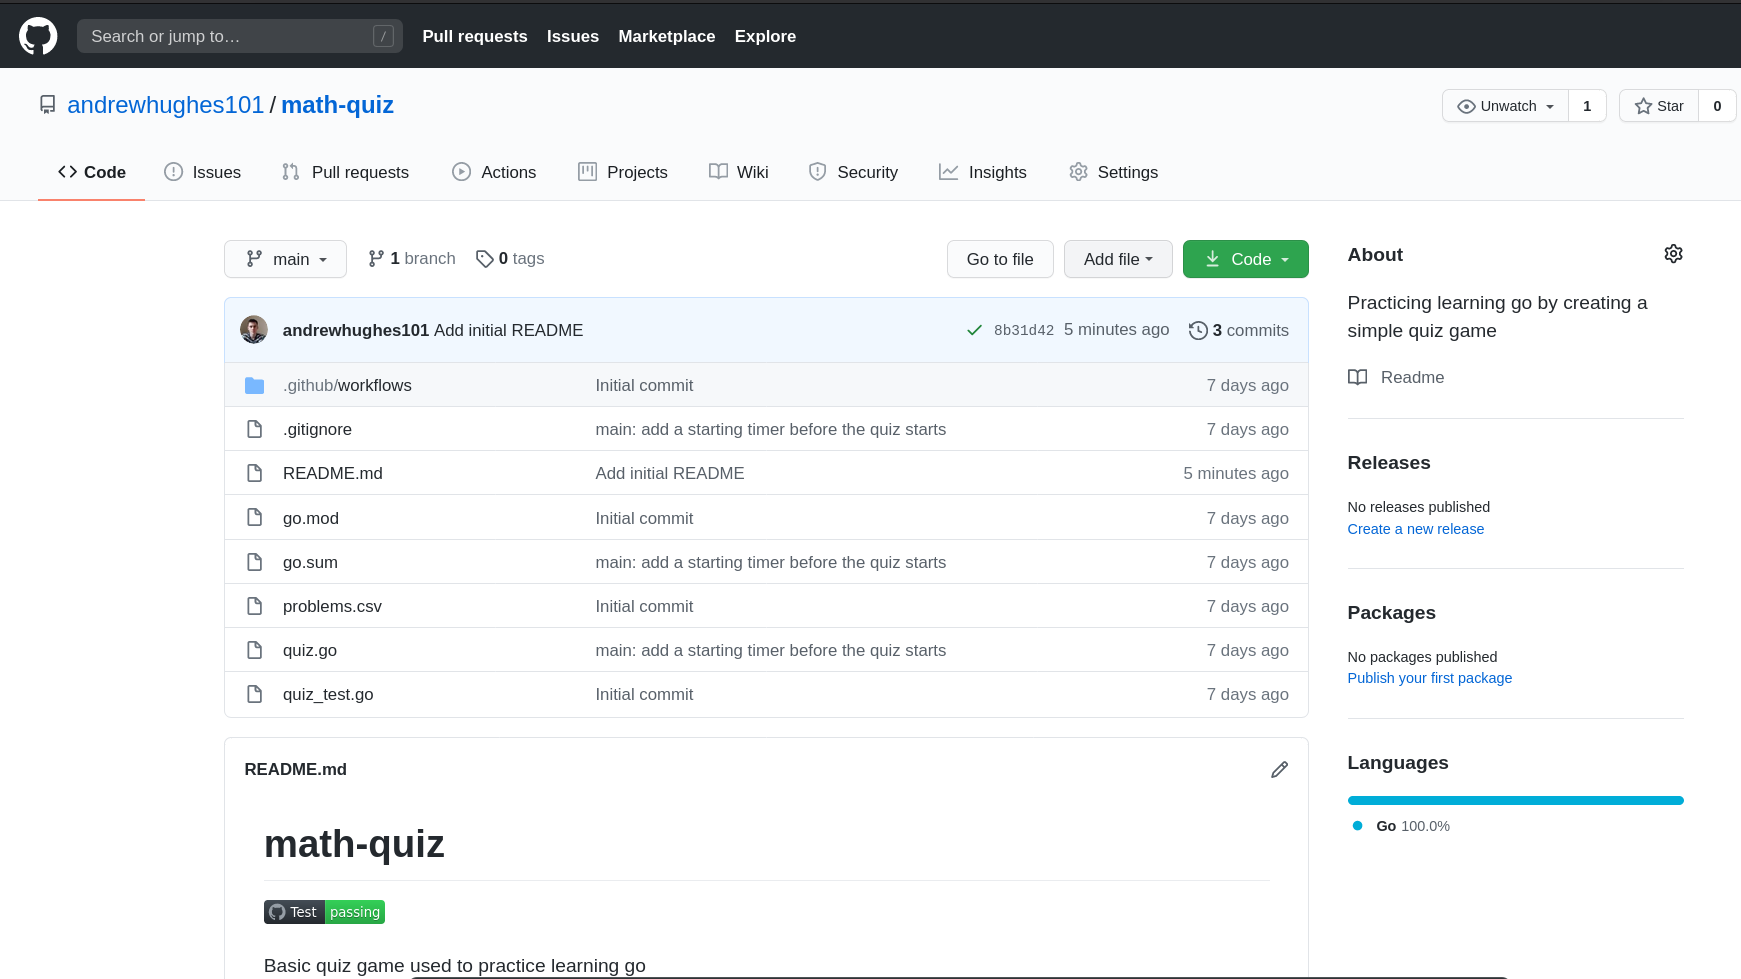 Search or jump to… / Pull requests Issues Marketplace Explore
andrewhughes101 / math-quiz Unwatch 1 Star 0
Code Issues Pull requests Actions Projects Wiki Security Insights Settings
main 1 branch 0 tags Go to file Add file Code
andrewhughes101 Add initial README 8b31d42 5 minutes ago 3 commits
.github/workflows Initial commit 7 days ago
.gitignore main: add a starting timer before the quiz starts 7 days ago
README.md Add initial README 5 minutes ago
go.mod Initial commit 7 days ago
go.sum main: add a starting timer before the quiz starts 7 days ago
problems.csv Initial commit 7 days ago
quiz.go main: add a starting timer before the quiz starts 7 days ago
quiz_test.go Initial commit 7 days ago
README.md
math-quiz
Test passing
Basic quiz game used to practice learning go
About
Practicing learning go by creating a
simple quiz game
Readme
Releases
No releases published
Create a new release
Packages
No packages published
Publish your first package
Languages
Go 100.0%